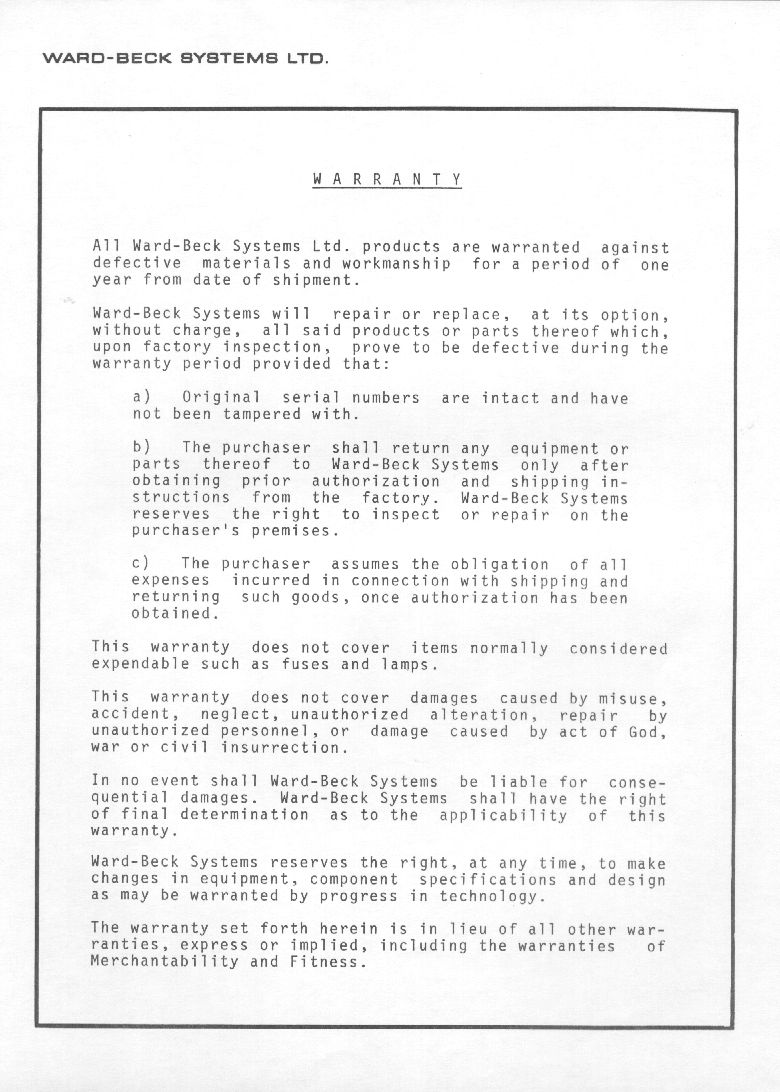 WARD-BECK SYSTEMS LTD.
W A R R A N T Y
All Ward-Beck Systems Ltd. products are warranted against
defective materials and workmanship for a period of one
year from date of shipment.
Ward-Beck Systems will repair or replace, at its option,
without charge, all said products or parts thereof which,
upon factory inspection, prove to be defective during the
warranty period provided that:
a) Original serial numbers are intact and have
not been tampered with.
b) The purchaser shall return any equipment or
parts thereof to Ward-Beck Systems only after
obtaining prior authorization and shipping in-
structions from the factory. Ward-Beck Systems
reserves the right to inspect or repair on the
purchaser's premises.
c) The purchaser assumes the obligation of all
expenses incurred in connection with shipping and
returning such goods, once authorization has been
obtained.
This warranty does not cover items normally considered
expendable such as fuses and lamps.
This warranty does not cover damages caused by misuse,
accident, neglect, unauthorized alteration, repair by
unauthorized personnel, or damage caused by act of God,
war or civil insurrection.
In no event shall Ward-Beck Systems be liable for conse-
quential damages. Ward-Beck Systems shall have the right
of final determination as to the applicability of this
warranty.
Ward-Beck Systems reserves the right, at any time, to make
changes in equipment, component specifications and design
as may be warranted by progress in technology.
The warranty set forth herein is in lieu of all other war-
ranties, express or implied, including the warranties of
Merchantability and Fitness.